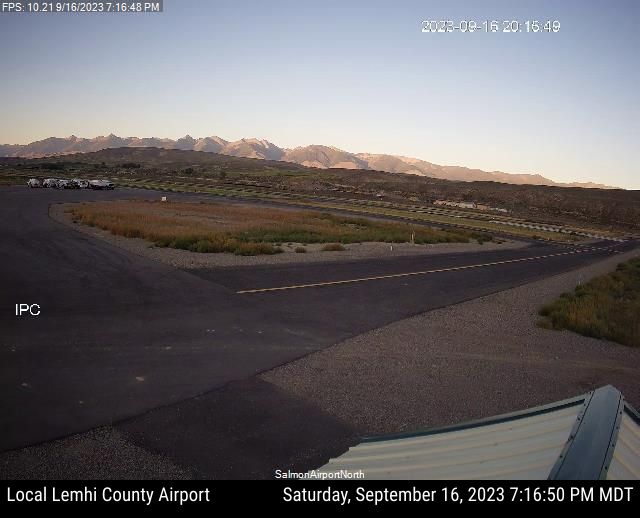 FPS: 10.21 9/16/2023 7:16:48 PM
2023-09-16 20:15:49
IPC
SalmonAirportNorth
Local Lemhi County Airport Saturday, September 16, 2023 7:16:50 PM MDT